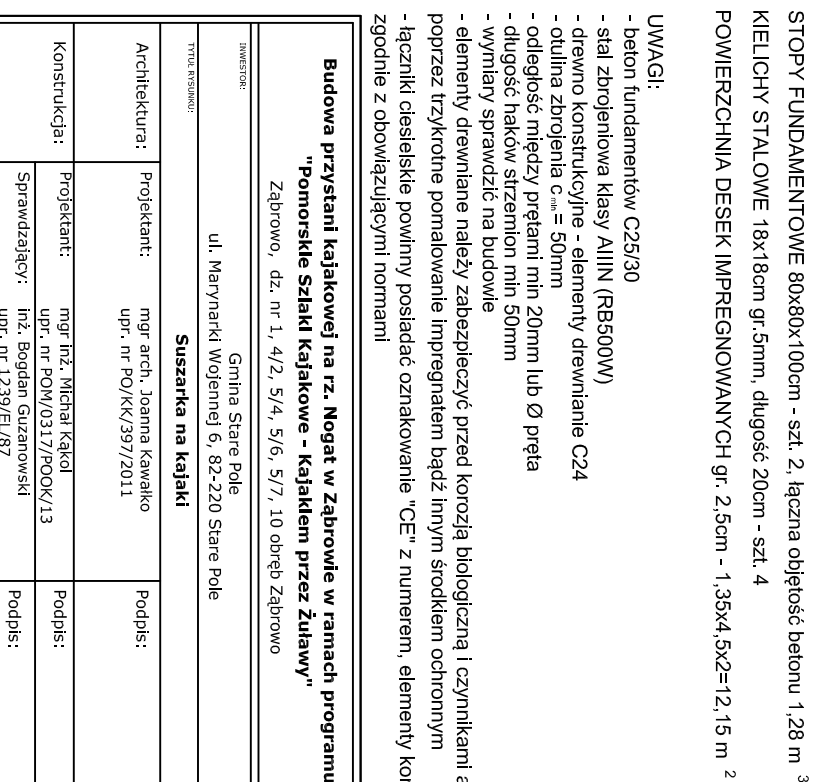 STOPY FUNDAMENTOWE 80x80x100cm - szt. 2, łączna objętość betonu 1,28 m 3
KIELICHY STALOWE 18x18cm gr.5mm, długość 20cm - szt. 4
POWIERZCHNIA DESEK IMPREGNOWANYCH gr. 2,5cm - 1,35x4,5x2=12,15 m 2
UWAGI:
- beton fundamentów C25/30
- stal zbrojeniowa klasy AIIIN (RB500W)
- drewno konstrukcyjne - elementy drewnianie C24
- otulina zbrojenia c min = 50mm
- odległość między prętami min 20mm lub Ø pręta
- długość haków strzemion min 50mm
- wymiary sprawdzić na budowie
- elementy drewniane należy zabezpieczyć przed korozją biologiczną i czynnikami
poprzez trzykrotne pomalowanie impregnatem bądź innym środkiem ochronnym
- łączniki ciesielskie powinny posiadać oznakowanie "CE" z numerem, elementy
zgodnie z obowiązującymi normami
Budowa przystani kajakowej na rz. Nogat w Ząbrowie w ramach programu
"Pomorskie Szlaki Kajakowe - Kajakiem przez Żuławy"
Ząbrowo, dz. nr 1, 4/2, 5/4, 5/6, 5/7, 10 obręb Ząbrowo
INWESTOR:
Gmina Stare Pole
ul. Marynarki Wojennej 6, 82-220 Stare Pole
TYTUŁ RYSUNKU:
Suszarka na kajaki
Architektura: Projektant: mgr arch. Joanna Kawałko Podpis:
upr. nr PO/KK/397/2011
Konstrukcja: Projektant: mgr inż. Michał Kąkol Podpis:
upr. nr POM/0317/POOK/13
Sprawdzający: inż. Bogdan Guzanowski Podpis:
upr. nr 1239/EL/87